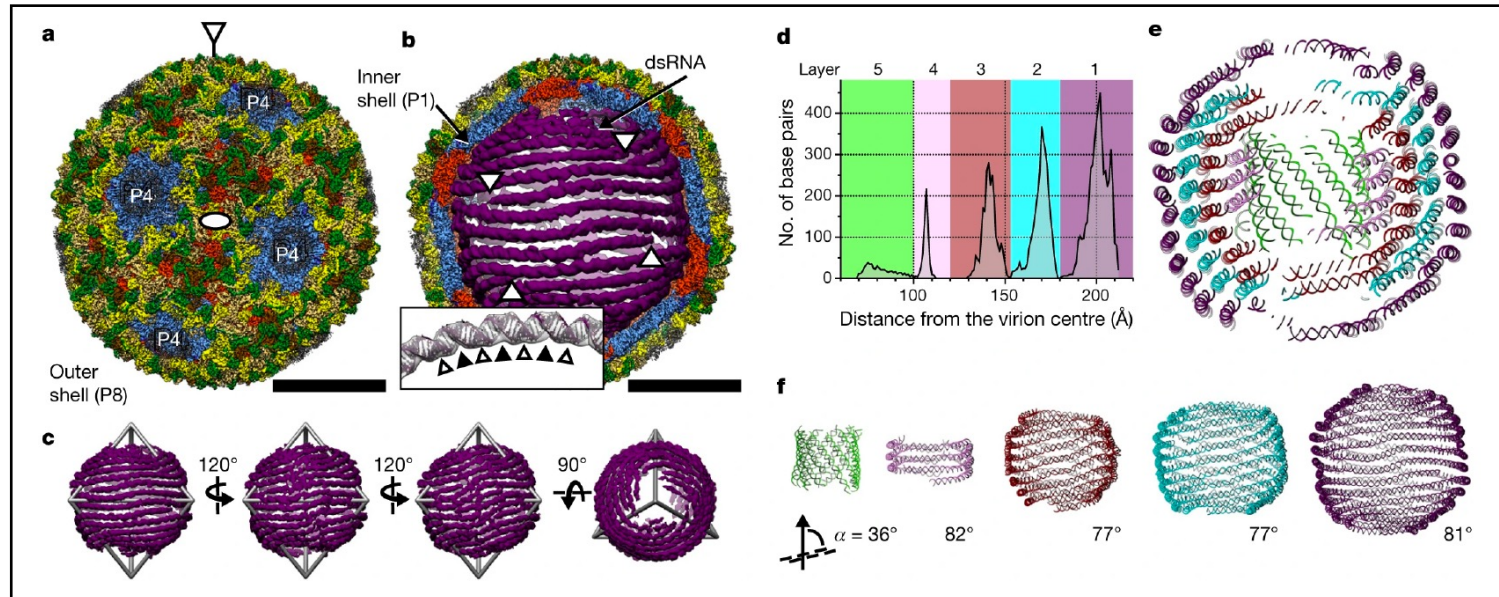 a
P4
P4
P4
P4
Outer
shell (P8)
b
Inner
shell (P1)
dsRNA
c
120°
120°
90°
d
Layer 5 4 3 2 1
No. of base pairs
400
300
200
100
0
100 150 200
Distance from the virion centre (Å)
e
f
α = 36° 82° 77° 77° 81°